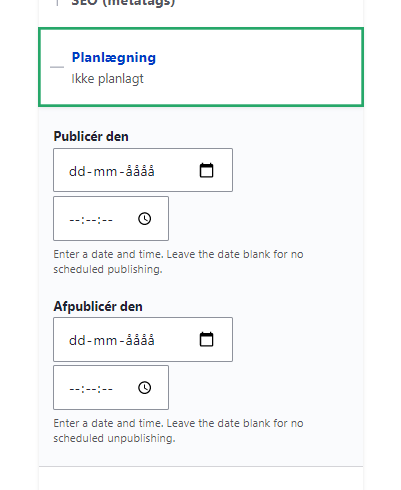 SEO (metatags)
Planlægning
Ikke planlagt
Publicér den
dd-mm-åååå
--:--:--
Enter a date and time. Leave the date blank for no
scheduled publishing.
Afpublicér den
dd-mm-åååå
--:--:--
Enter a date and time. Leave the date blank for no
scheduled unpublishing.